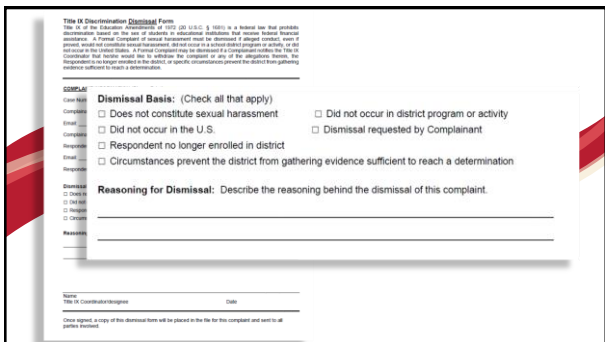 Title IX Discrimination Dismissal Form
Title IX of the Education Amendments of 1972 (20 U.S.C. § 1681) is a federal law that prohibits
discrimination based on the sex of students in educational institutions that receive federal financial
assistance. A Formal Complaint of sexual harassment must be dismissed if alleged conduct, even if
proved, would not constitute sexual harassment, did not occur in a school district program or activity, or did
not occur in the United States. A Formal Complaint may be dismissed if a Complainant notifies the Title IX
Coordinator that he/she would like to withdraw the complaint or any of the allegations therein, the
Respondent is no longer enrolled in the district, or specific circumstances prevent the district from gathering
evidence sufficient to reach a determination.
Case
Email
Email
Dismissal Basis: (Check all that apply)
☐ Does not constitute sexual harassment ☐ Did not occur in district program or activity
☐ Did not occur in the U.S. ☐ Dismissal requested by Complainant
☐ Respondent no longer enrolled in district
☐ Circumstances prevent the district from gathering evidence sufficient to reach a determination
Reasoning for Dismissal: Describe the reasoning behind the dismissal of this complaint.
Name
Title IX Coordinator/designee Date
Once signed, a copy of this dismissal form will be placed in the file for this complaint and sent to all
parties involved.